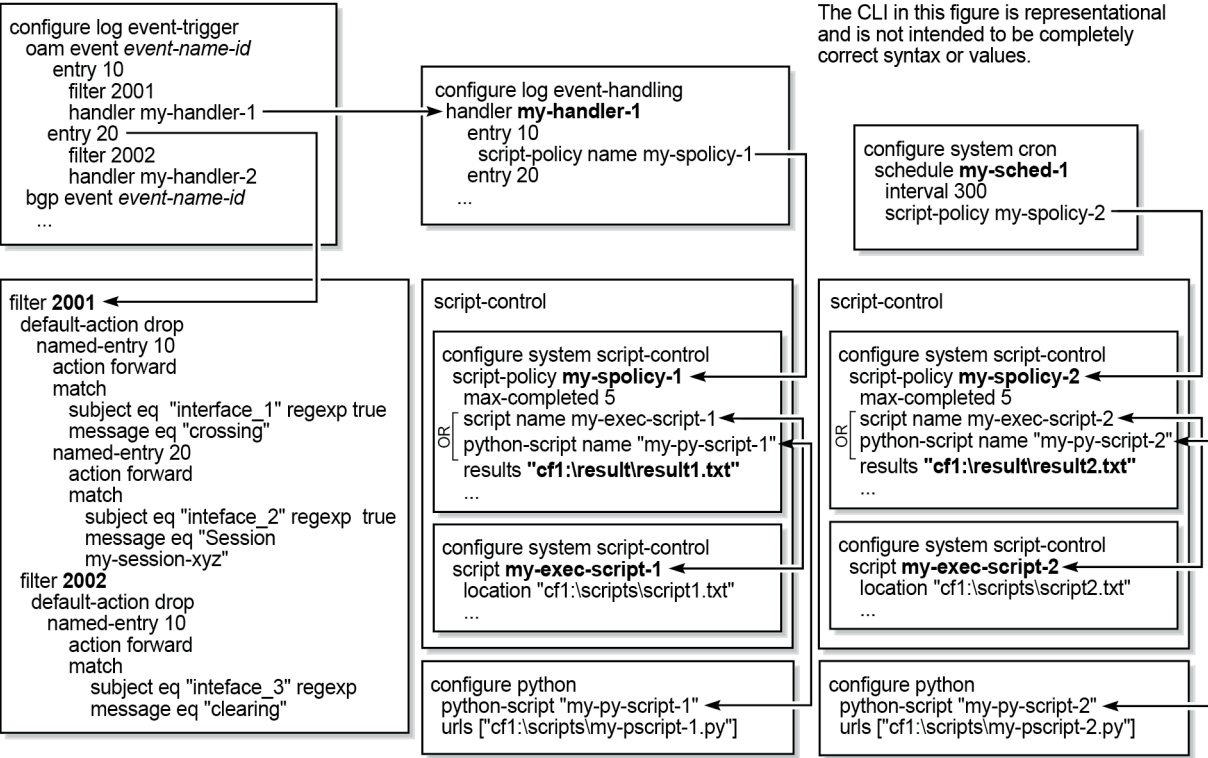 configure log event-trigger
oam event event-name-id
entry 10
filter 2001
handler my-handler-1
entry 20
filter 2002
handler my-handler-2
bgp event event-name-id
...
configure log event-handling
handler my-handler-1
entry 10
script-policy name my-spolicy-1
entry 20
...
The CLI in this figure is representational
and is not intended to be completely
correct syntax or values.
configure system cron
schedule my-sched-1
interval 300
script-policy my-spolicy-2
filter 2001
default-action drop
named-entry 10
action forward
match
subject eq "interface_1" regexp true
message eq "crossing"
named-entry 20
action forward
match
subject eq "inteface_2" regexp true
message eq "Session
my-session-xyz"
filter 2002
default-action drop
named-entry 10
action forward
match
subject eq "inteface_3" regexp
message eq "clearing"
script-control
configure system script-control
script-policy my-spolicy-1
max-completed 5
OR
script name my-exec-script-1
python-script name "my-py-script-1"
results "cf1:\result\result1.txt"
...
configure system script-control
script my-exec-script-1
location "cf1:\scripts\script1.txt"
...
configure python
python-script "my-py-script-1"
urls ["cf1:\scripts\my-pscript-1.py"]
script-control
configure system script-control
script-policy my-spolicy-2
max-completed 5
OR
script name my-exec-script-2
python-script name "my-py-script-2"
results "cf1:\result\result2.txt"
...
configure system script-control
script my-exec-script-2
location "cf1:\scripts\script2.txt"
...
configure python
python-script "my-py-script-2"
urls ["cf1:\scripts\my-pscript-2.py"]